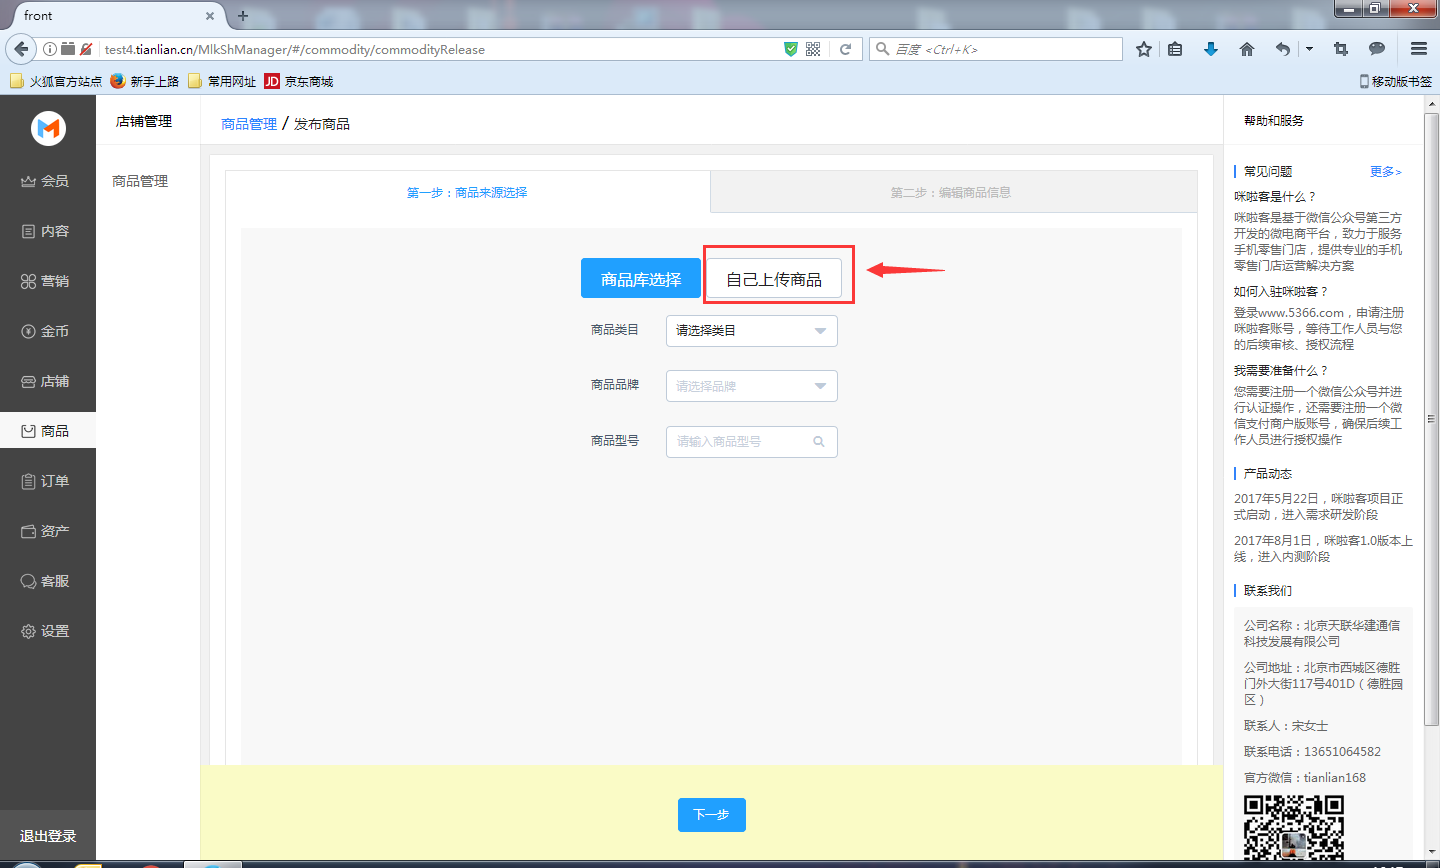 front
test4.tianlian.cn/MlkShManager/#/commodity/commodityRelease
百度 <Ctrl+K>
火狐官方站点
新手上路
常用网址
JD
京东商城
移动版书签
会员
内容
营销
金币
店铺
商品
订单
资产
客服
设置
退出登录
店铺管理
商品管理
商品管理 / 发布商品
第一步：商品来源选择
第二步：编辑商品信息
商品库选择
自己上传商品
商品类目
请选择类目
商品品牌
请选择品牌
商品型号
请输入商品型号
下一步
帮助和服务
常见问题
更多>
咪啦客是什么？
咪啦客是基于微信公众号第三方
开发的微电商平台，致力于服务
手机零售门店，提供专业的手机
零售门店运营解决方案
如何入驻咪啦客？
登录www.5366.com，申请注册
咪啦客账号，等待工作人员与您
的后续审核、授权流程
我需要准备什么？
您需要注册一个微信公众号并进
行认证操作，还需要注册一个微
信支付商户版账号，确保后续工
作人员进行授权操作
产品动态
2017年5月22日，咪啦客项目正
式启动，进入需求研发阶段
2017年8月1日，咪啦客1.0版本上
线，进入内测阶段
联系我们
公司名称：北京天联华建通信
科技发展有限公司
公司地址：北京市西城区德胜
门外大街117号401D（德胜园
区）
联系人：宋女士
联系电话：13651064582
官方微信：tianlian168